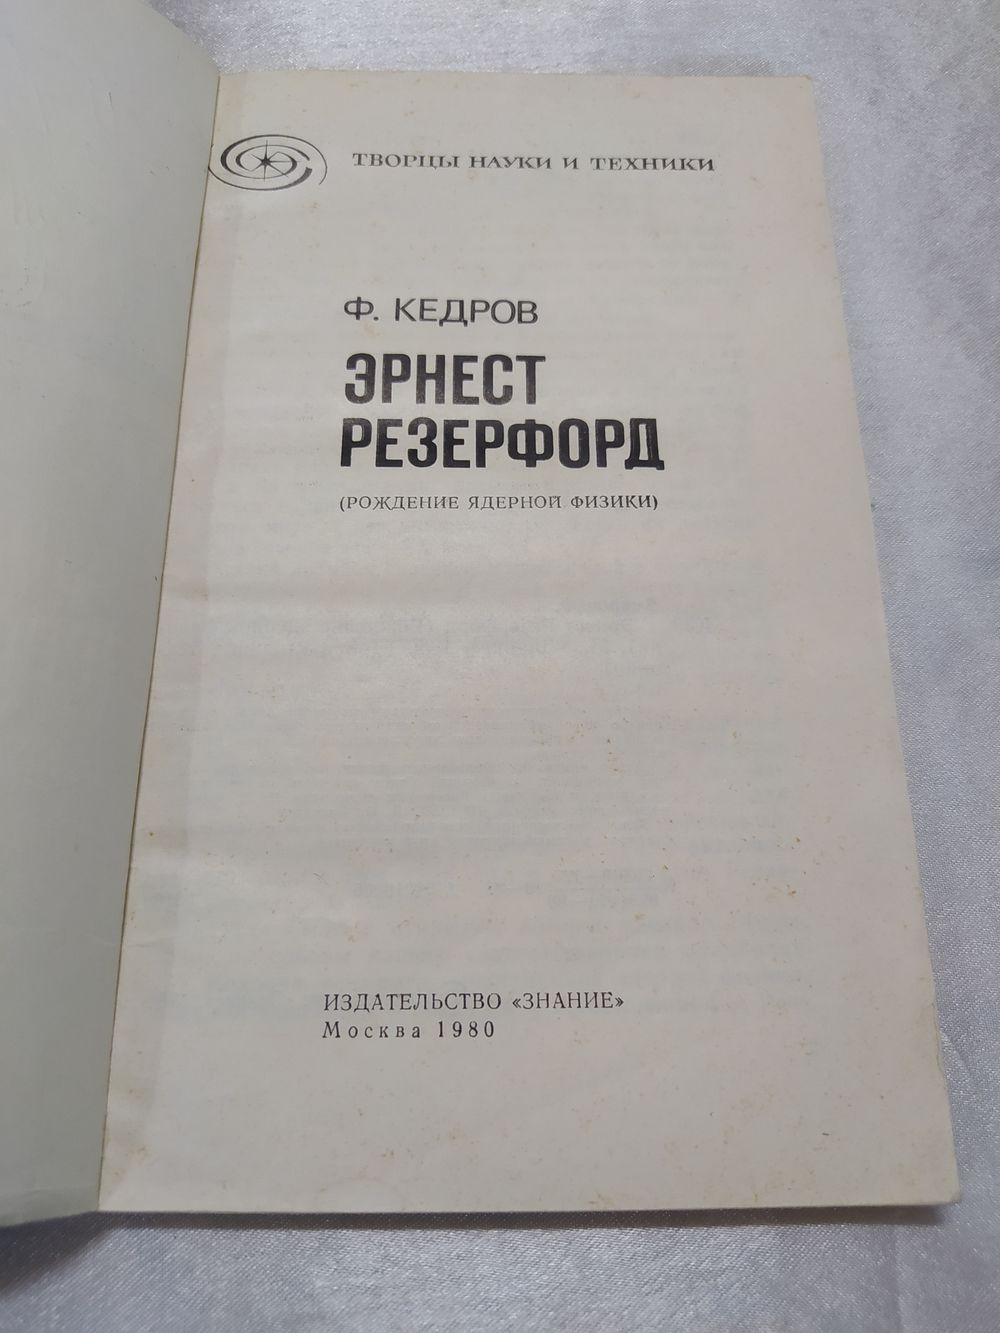 ТВОРЦЫ НАУКИ И ТЕХНИКИ
Ф. КЕДРОВ
ЭРНЕСТ
РЕЗЕРФОРД
(РОЖДЕНИЕ ЯДЕРНОЙ ФИЗИКИ)
ИЗДАТЕЛЬСТВО «ЗНАНИЕ»
Москва 1980